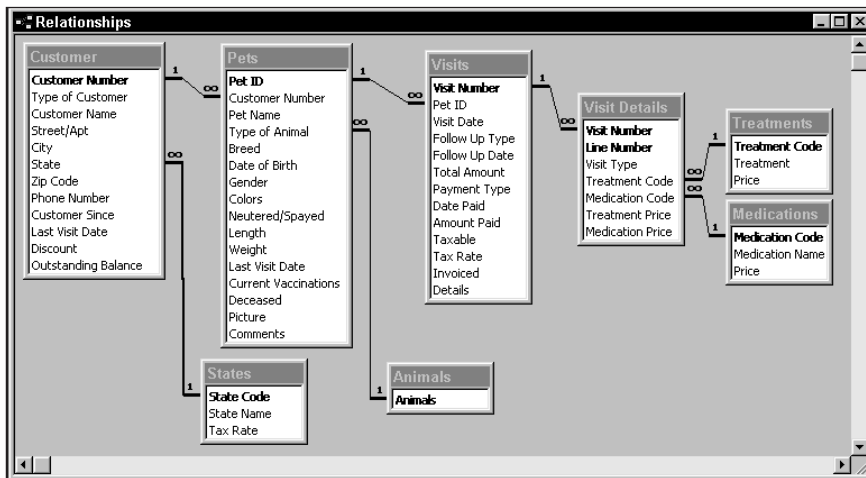 Relationships
Customer
Customer Number
Type of Customer
Customer Name
Street/Apt
City
State
Zip Code
Phone Number
Customer Since
Last Visit Date
Discount
Outstanding Balance
1
∞
∞
Pets
Pet ID
Customer Number
Pet Name
Type of Animal
Breed
Date of Birth
Gender
Colors
Neutered/Spayed
Length
Weight
Last Visit Date
Current Vaccinations
Deceased
Picture
Comments
1
∞
∞
Visits
Visit Number
Pet ID
Visit Date
Follow Up Type
Follow Up Date
Total Amount
Payment Type
Date Paid
Amount Paid
Taxable
Tax Rate
Invoiced
Details
1
∞
Visit Details
Visit Number
Line Number
Visit Type
Treatment Code
Medication Code
Treatment Price
Medication Price
∞
∞
1
1
Treatments
Treatment Code
Treatment
Price
Medications
Medication Code
Medication Name
Price
1
States
State Code
State Name
Tax Rate
1
Animals
Animals